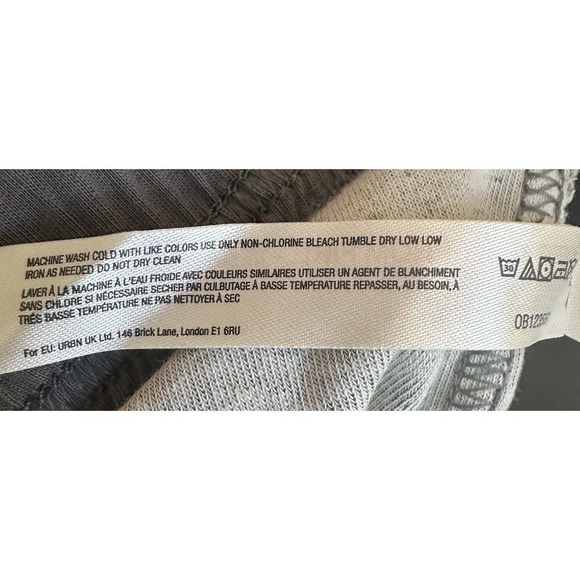 MACHINE WASH COLD WITH LIKE COLORS USE ONLY NON-CHLORINE BLEACH TUMBLE DRY LOW LOW
IRON AS NEEDED DO NOT DRY CLEAN
LAVER À LA MACHINE À L'EAU FROIDE AVEC COULEURS SIMILAIRES UTILISER UN AGENT DE BLANCHIMENT
SANS CHLORE SI NÉCESSAIRE SECHER PAR CULBUTAGE À BASSE TEMPERATURE REPASSER, AU BESOIN, À
TRÉS BASSE TEMPÉRATURE NE PAS NETTOYER À SEC
For EU: URBN UK Ltd. 146 Brick Lane, London E1 6RU
30